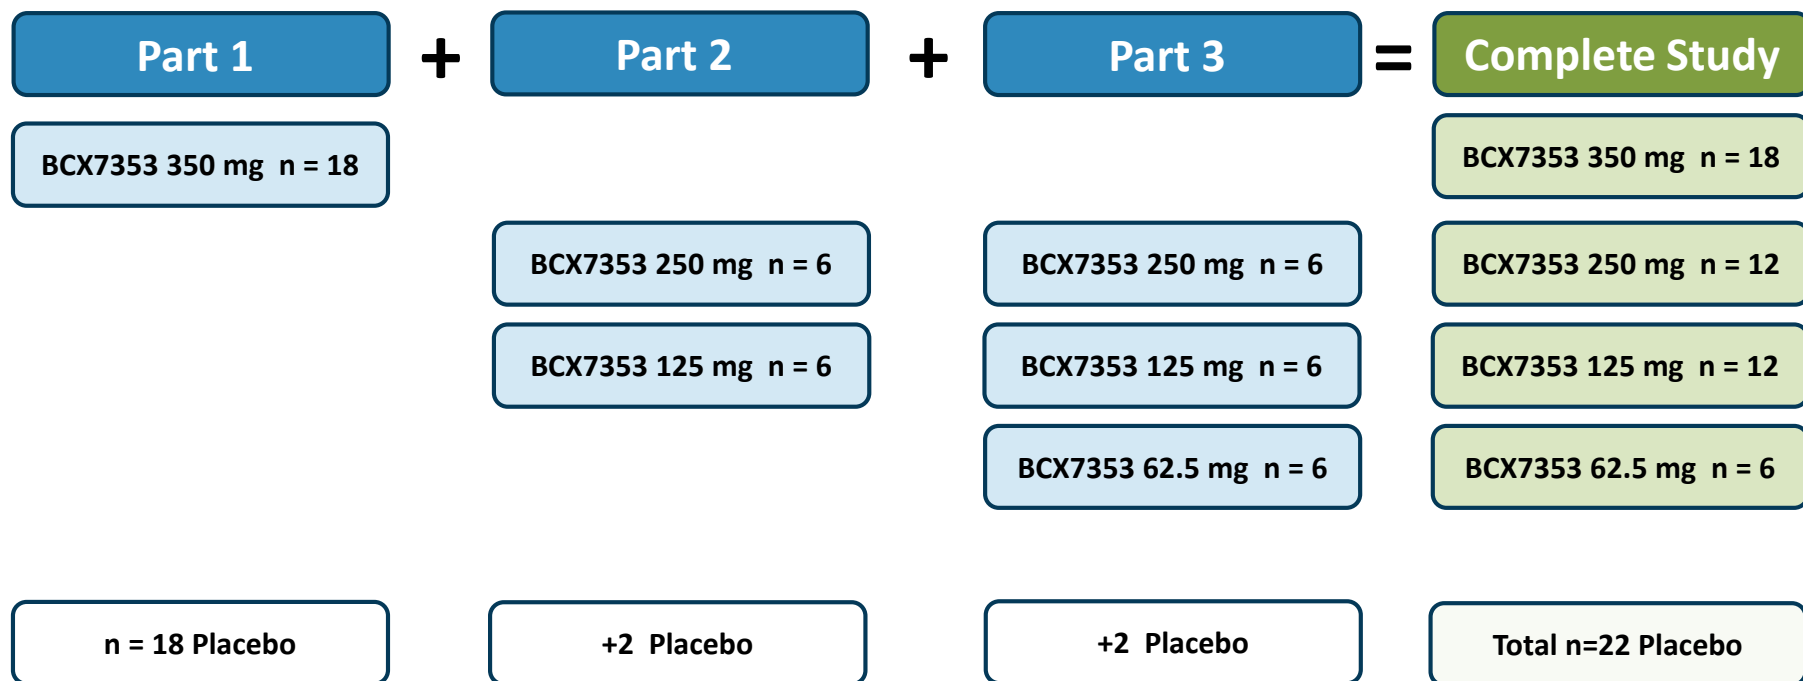 Part 1 + Part 2 + Part 3 = Complete Study
BCX7353 350 mg n = 18
BCX7353 350 mg n = 18
BCX7353 250 mg n = 6
BCX7353 250 mg n = 6
BCX7353 250 mg n = 12
BCX7353 125 mg n = 6
BCX7353 125 mg n = 6
BCX7353 125 mg n = 12
BCX7353 62.5 mg n = 6
BCX7353 62.5 mg n = 6
n = 18 Placebo
+2 Placebo
+2 Placebo
Total n=22 Placebo